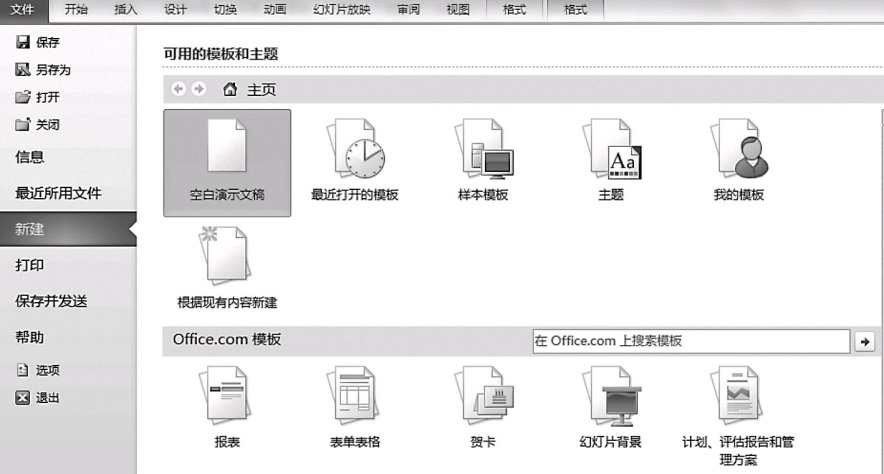 文件 开始 插入 设计 切换 动画 幻灯片放映 审阅 视图 格式 格式
保存
另存为
打开
关闭
信息
最近所用文件
新建
打印
保存并发送
帮助
选项
退出
可用的模板和主题
主页
空白演示文稿 最近打开的模板 样本模板 主题 我的模板
Aa
根据现有内容新建
Office.com 模板 在 Office.com 上搜索模板
报表 表单表格 贺卡 幻灯片背景 计划、评估报告和管
理方案